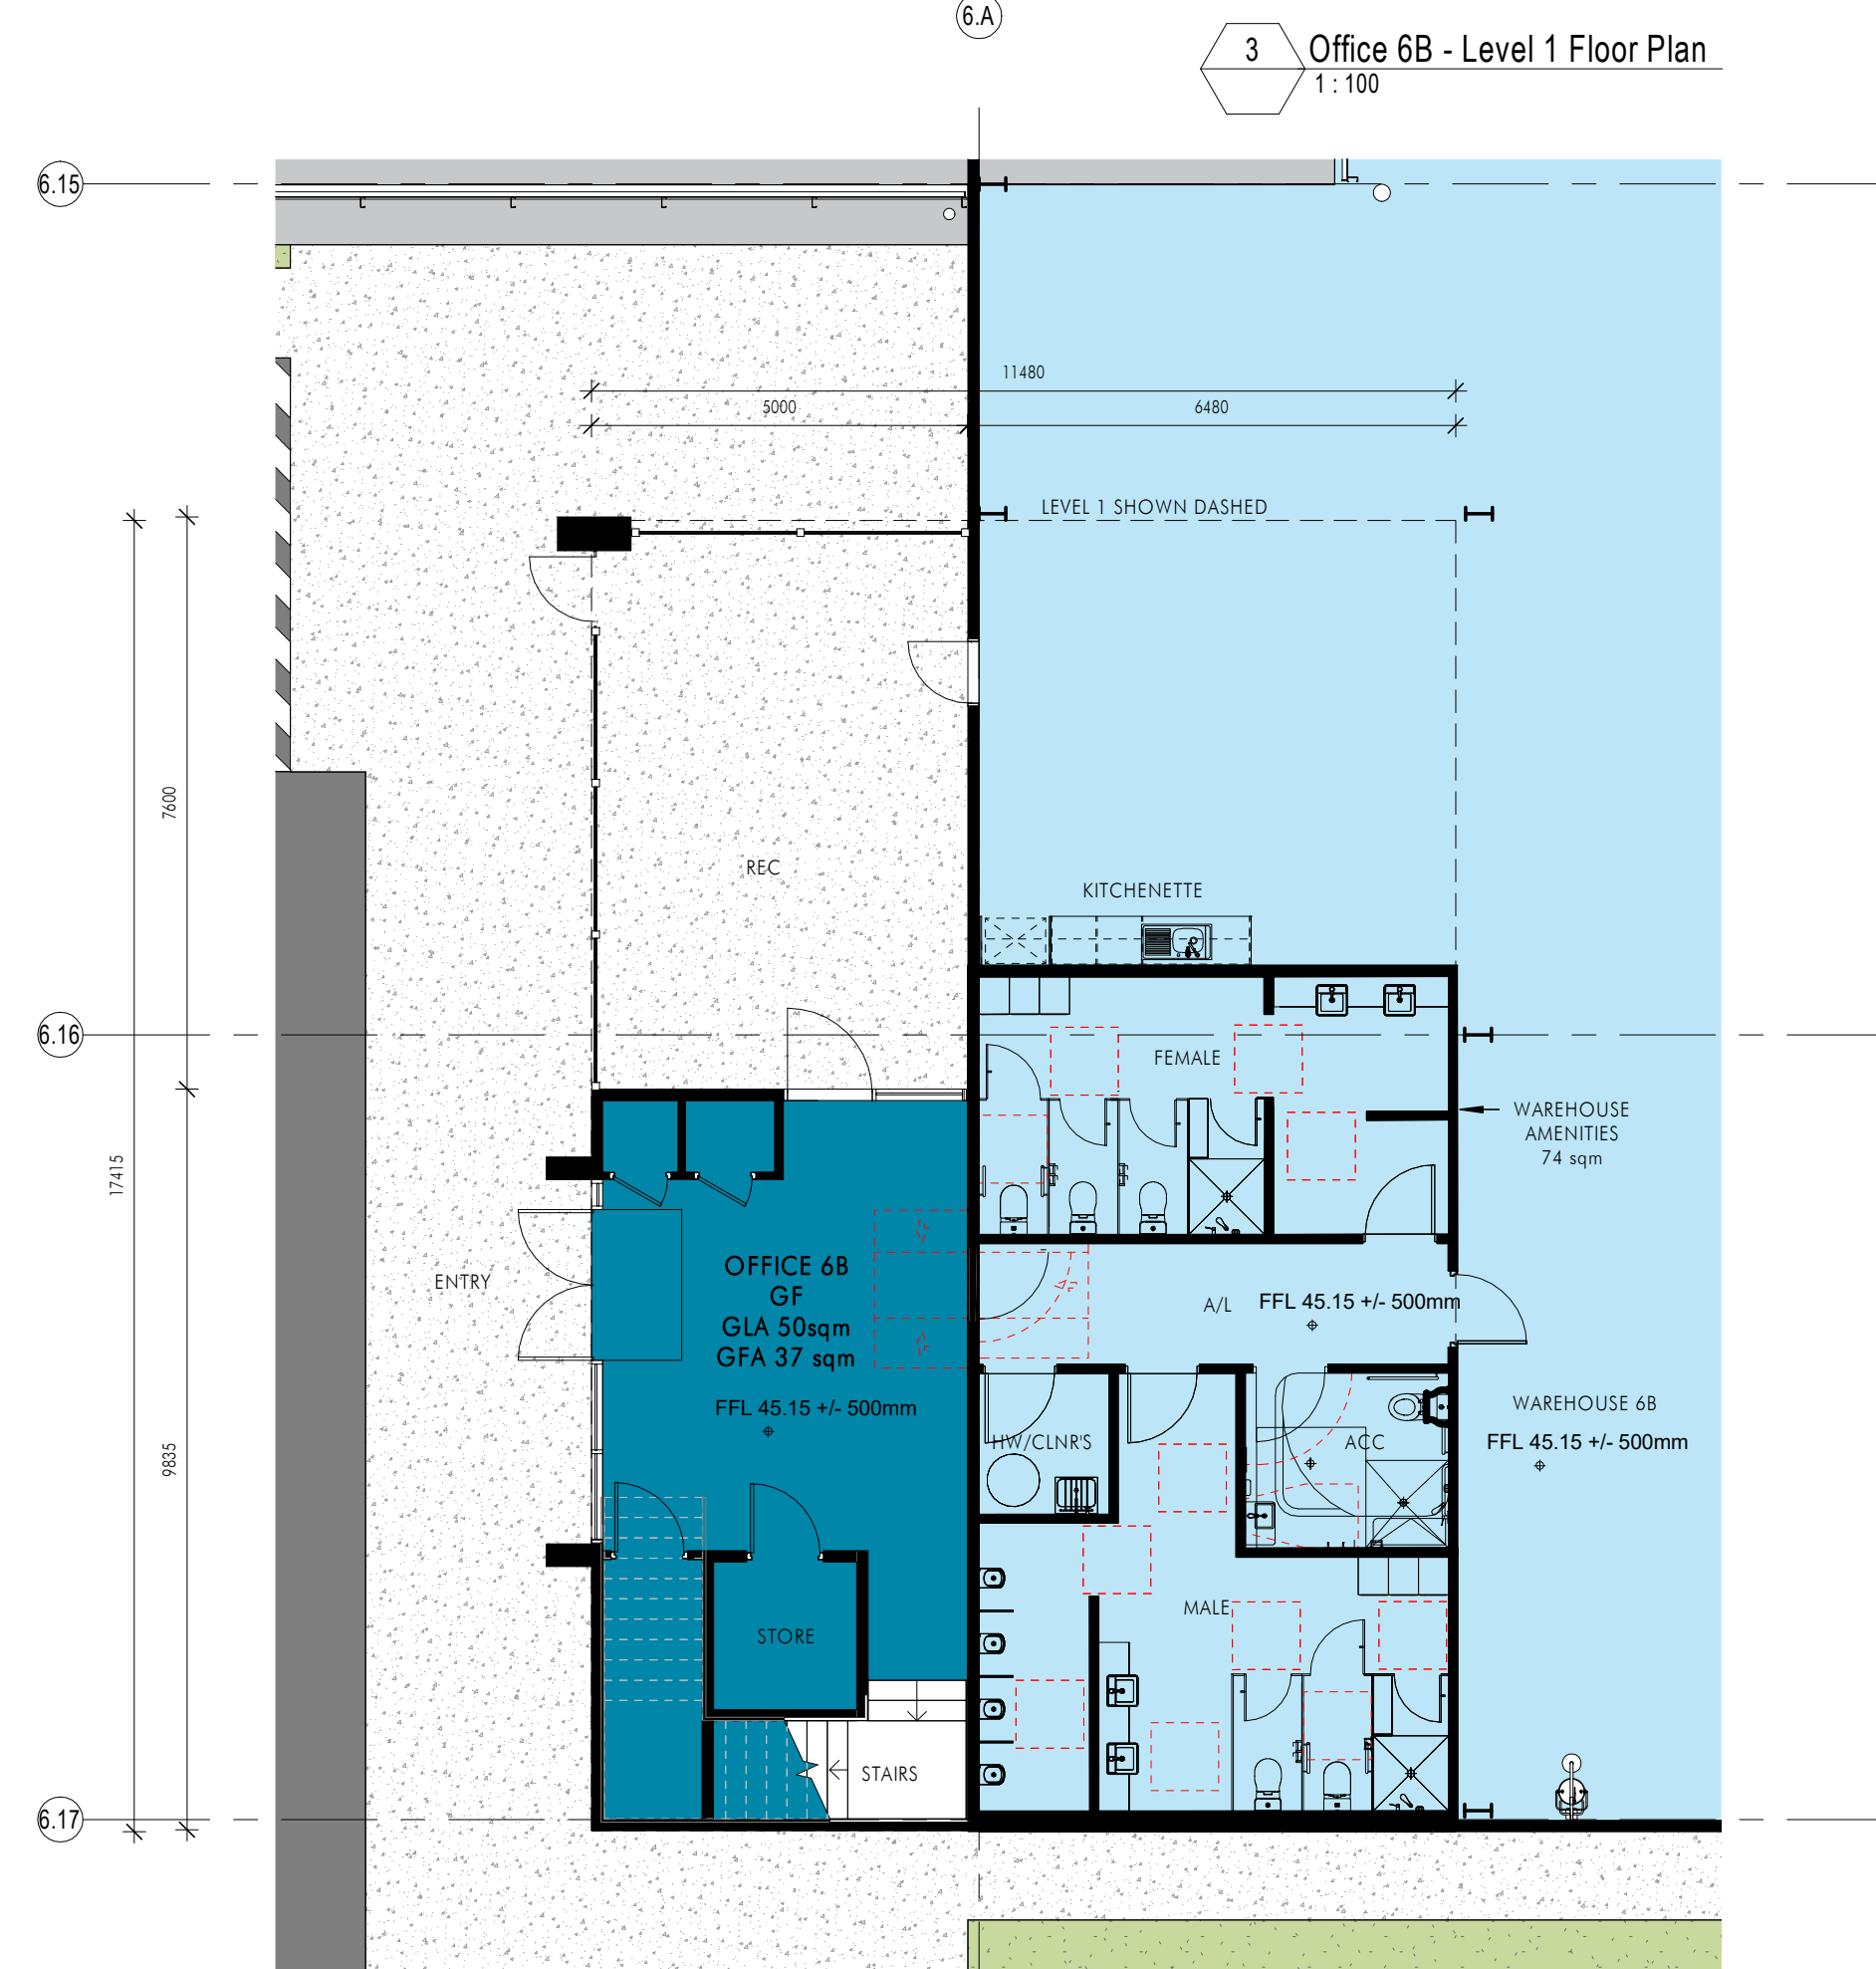 6.A
3
Office 6B - Level 1 Floor Plan
1 : 100
6.15
11480
5000
6480
LEVEL 1 SHOWN DASHED
7600
REC
KITCHENETTE
6.16
FEMALE
WAREHOUSE
AMENITIES
74 sqm
17415
OFFICE 6B
GF
GLA 50sqm
GFA 37 sqm
ENTRY
A/L
FFL 45.15 +/- 500mm
FFL 45.15 +/- 500mm
WAREHOUSE 6B
FFL 45.15 +/- 500mm
HW/CLNR'S
ACC
9835
STORE
MALE
STAIRS
6.17